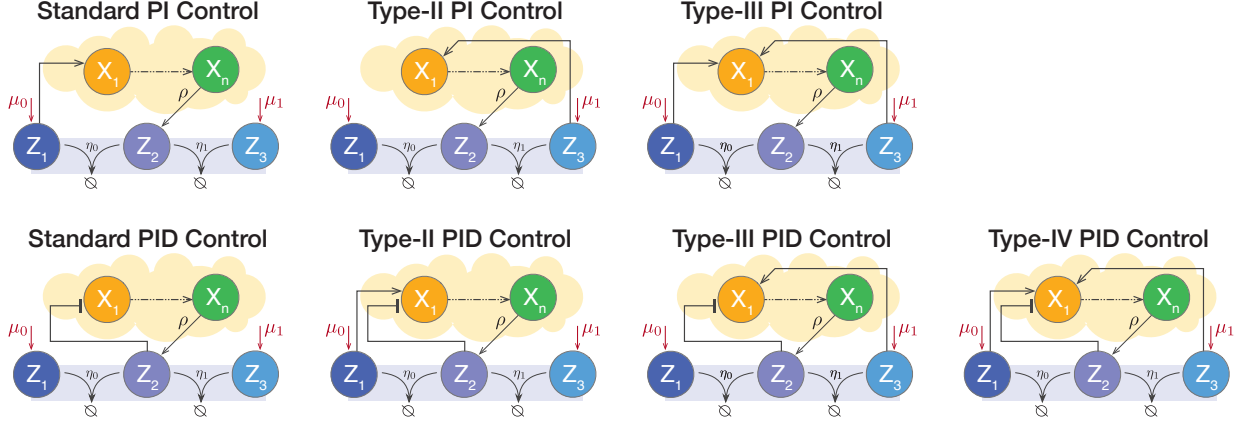 Standard PI Control
Type-II PI Control
Type-III PI Control
X₁ Xₙ
ρ
μ₀ μ₁
Z₁ η₀ Z₂ η₁ Z₃
∅ ∅
X₁ Xₙ
ρ
μ₀ μ₁
Z₁ η₀ Z₂ η₁ Z₃
∅ ∅
X₁ Xₙ
ρ
μ₀ μ₁
Z₁ η₀ Z₂ η₁ Z₃
∅ ∅
Standard PID Control
Type-II PID Control
Type-III PID Control
Type-IV PID Control
X₁ Xₙ
ρ
μ₀ μ₁
Z₁ η₀ Z₂ η₁ Z₃
∅ ∅
X₁ Xₙ
ρ
μ₀ μ₁
Z₁ η₀ Z₂ η₁ Z₃
∅ ∅
X₁ Xₙ
ρ
μ₀ μ₁
Z₁ η₀ Z₂ η₁ Z₃
∅ ∅
X₁ Xₙ
ρ
μ₀ μ₁
Z₁ η₀ Z₂ η₁ Z₃
∅ ∅